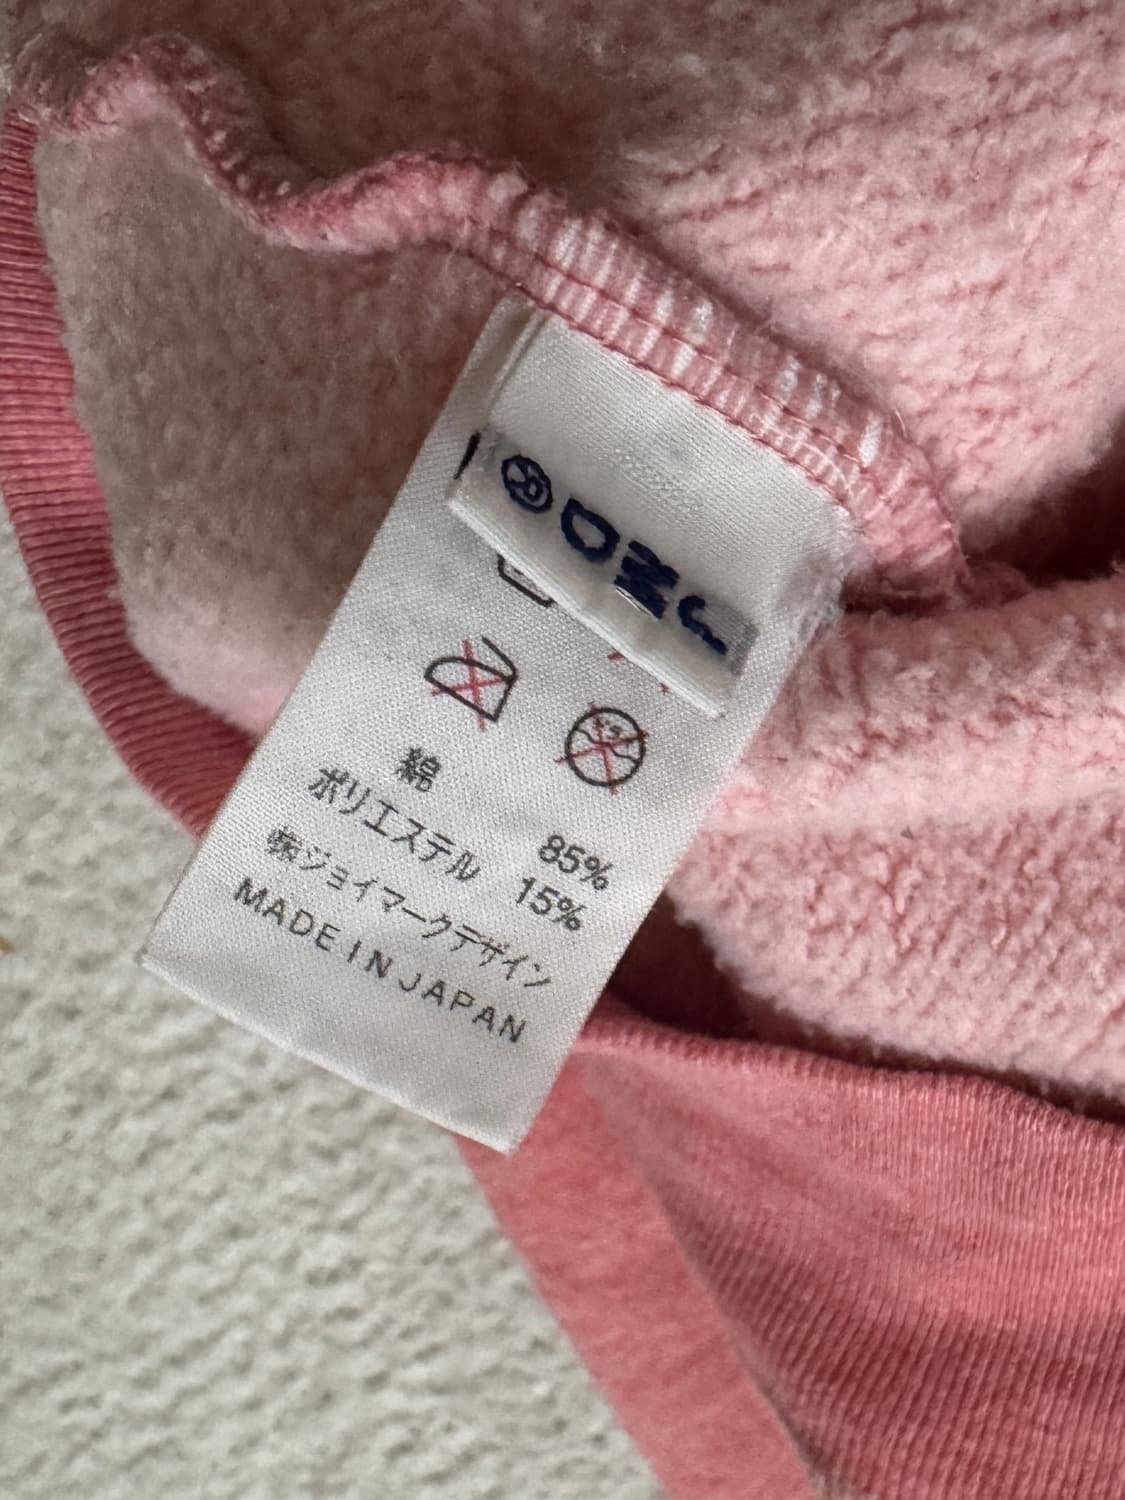 綿 85%
ポリエステル 15%
㈱ジョイマークデザイン
MADE IN JAPAN